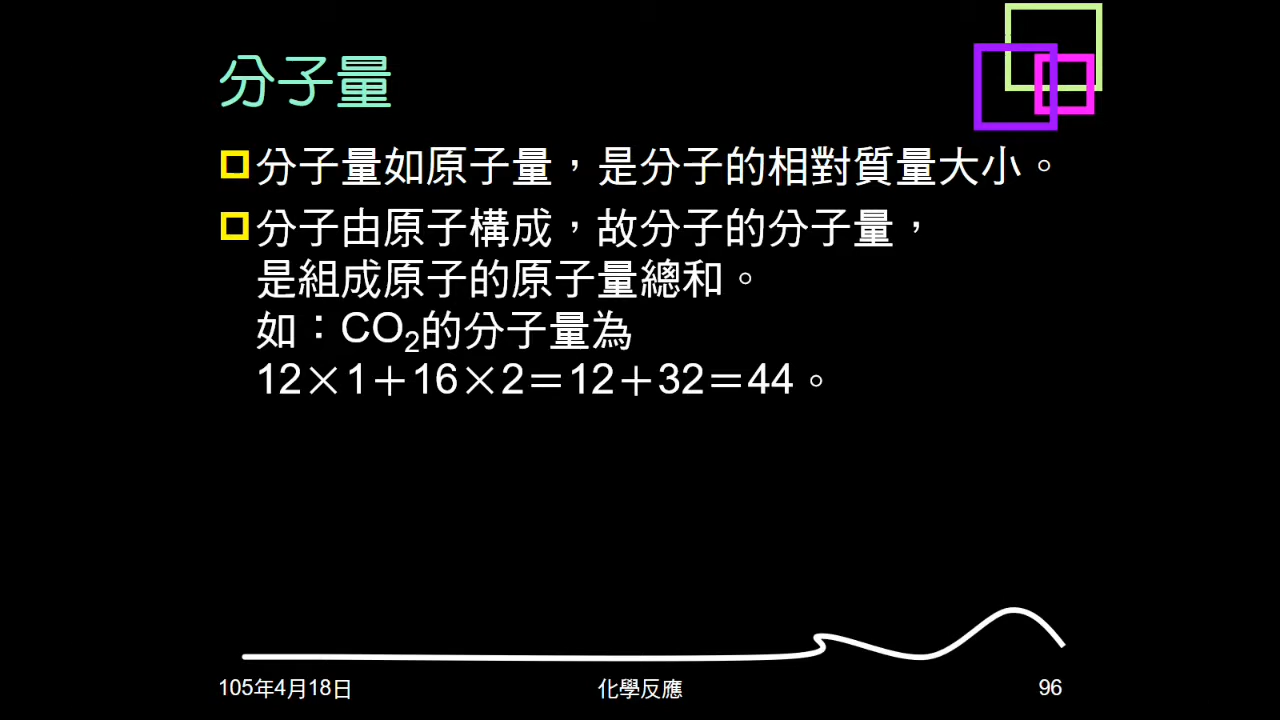 分子量
分子量如原子量，是分子的相對質量大小。
分子由原子構成，故分子的分子量，
是組成原子的原子量總和。
如：CO₂的分子量為
12×1＋16×2＝12＋32＝44。
105年4月18日
化學反應
96